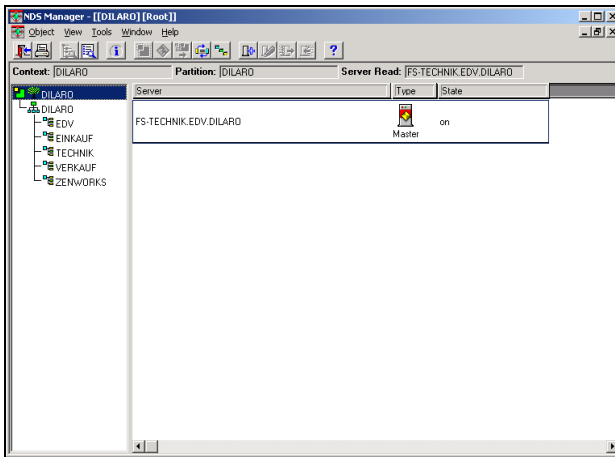 NDS Manager - [[DILARO] [Root]]
Object View Tools Window Help
Context: DILARO Partition: DILARO Server Read: FS-TECHNIK.EDV.DILARO
DILARO
DILARO
EDV
EINKAUF
TECHNIK
VERKAUF
ZENWORKS
Server Type State
FS-TECHNIK.EDV.DILARO Master on